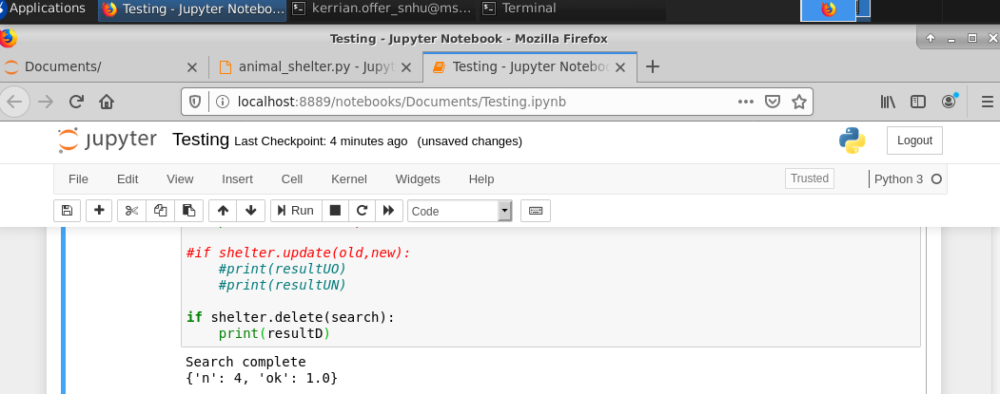 Applications
Testing - Jupyter Notebo...
kerrian.offer_snhu@ms...
Terminal
Testing - Jupyter Notebook - Mozilla Firefox
Documents/
animal_shelter.py - Jupyt
Testing - Jupyter Noteboo
localhost:8889/notebooks/Documents/Testing.ipynb
jupyter Testing Last Checkpoint: 4 minutes ago (unsaved changes)
Logout
File Edit View Insert Cell Kernel Widgets Help
Trusted
Python 3
Run
Code
#if shelter.update(old,new):
    #print(resultUO)
    #print(resultUN)
if shelter.delete(search):
    print(resultD)
Search complete
{'n': 4, 'ok': 1.0}